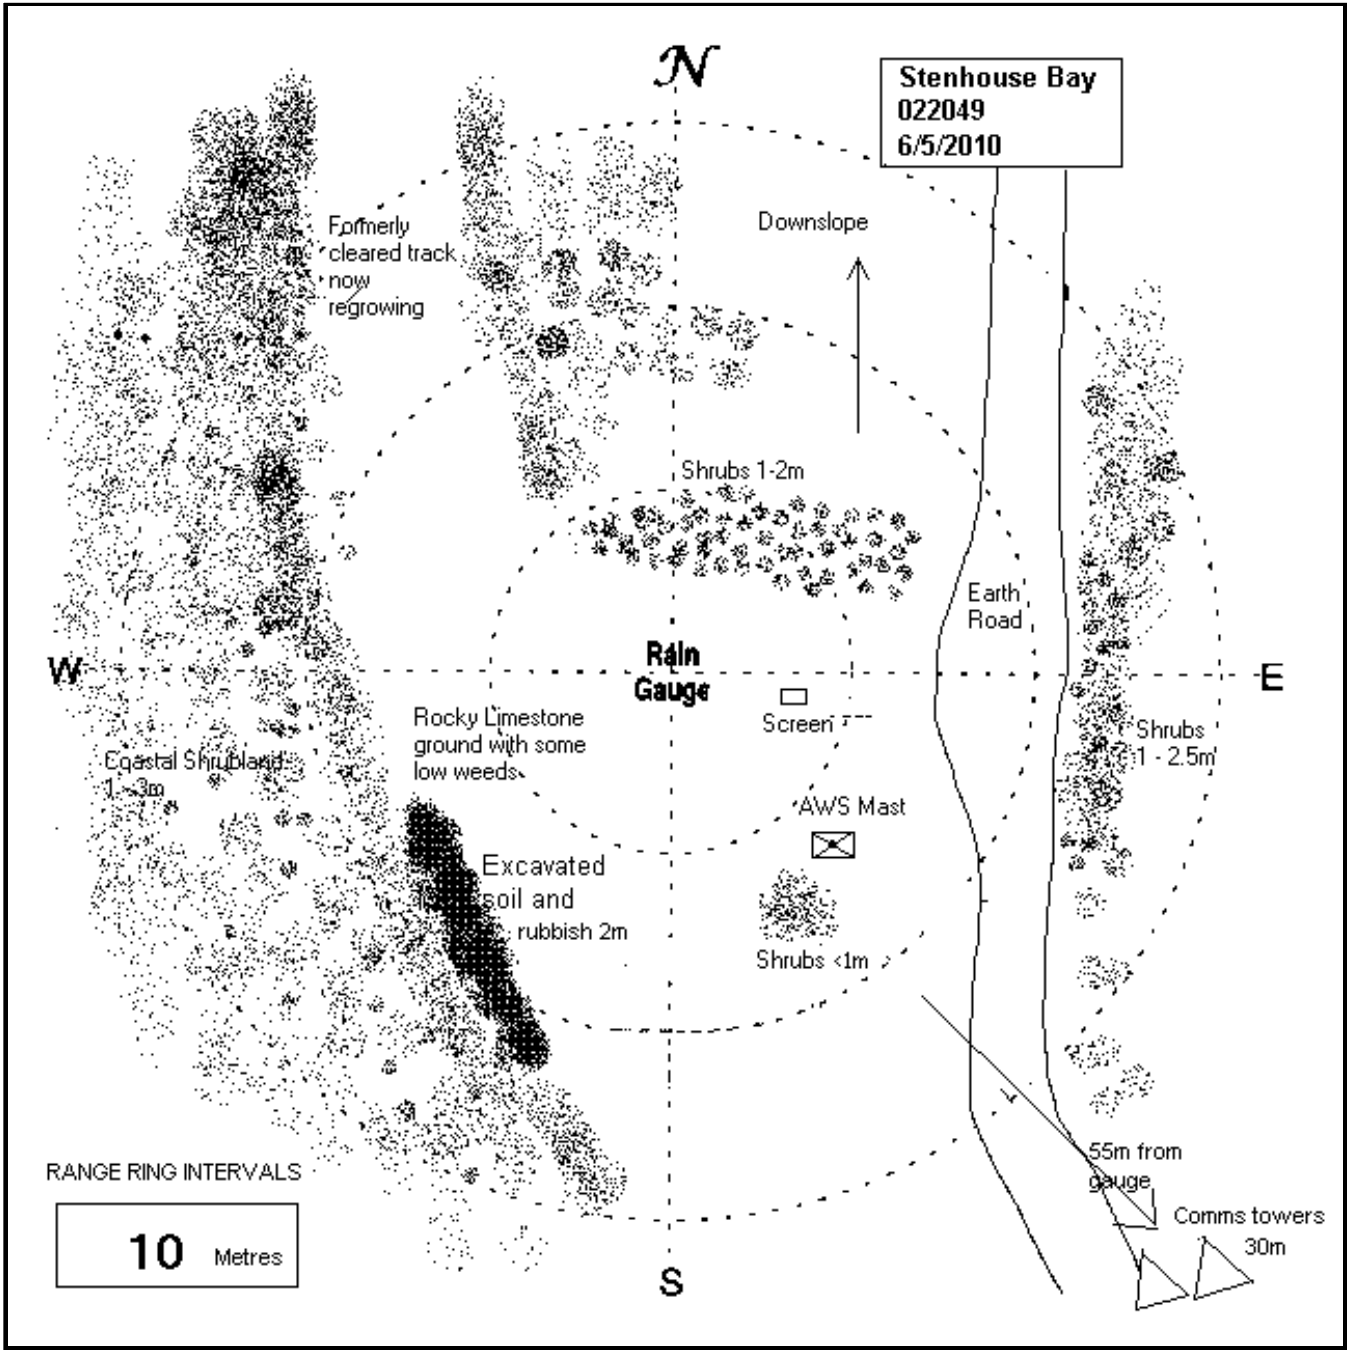 N
Stenhouse Bay
022049
6/5/2010
Downslope
Formerly
cleared track
now
regrowing
Shrubs 1-2m
Earth
Road
W
Rain
Gauge
E
Screen
Rocky Limestone
ground with some
low weeds
Shrubs
1 - 2.5m
Coastal Shrubland
1 - 3m
AWS Mast
Excavated
soil and
rubbish 2m
Shrubs <1m
55m from
gauge
RANGE RING INTERVALS
10 Metres
Comms towers
30m
S